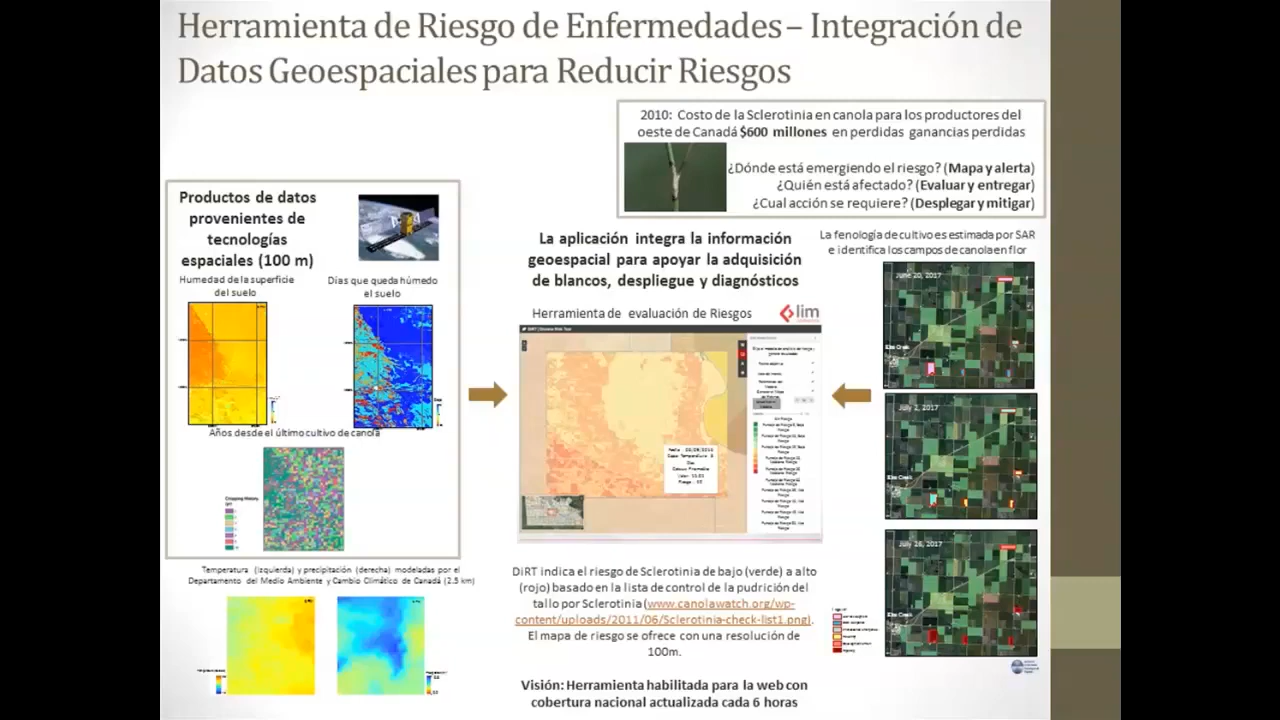 Herramienta de Riesgo de Enfermedades – Integración de
Datos Geoespaciales para Reducir Riesgos
2010: Costo de la Sclerotinia en canola para los productores del
oeste de Canadá $600 millones en perdidas ganancias perdidas
¿Dónde está emergiendo el riesgo? (Mapa y alerta)
¿Quién está afectado? (Evaluar y entregar)
¿Cual acción se requiere? (Desplegar y mitigar)
Productos de datos
provenientes de
tecnologías
espaciales (100 m)
Humedad de la superficie
del suelo
Días que queda húmedo
el suelo
Años desde el último cultivo de canola
Cropping History
Temperatura (izquierda) y precipitación (derecha) modeladas por el
Departamento del Medio Ambiente y Cambio Climático de Canadá (2.5 km)
La aplicación integra la información
geoespacial para apoyar la adquisición
de blancos, despliegue y diagnósticos
Herramienta de evaluación de Riesgos
lim
DiRT indica el riesgo de Sclerotinia de bajo (verde) a alto
(rojo) basado en la lista de control de la pudrición del
tallo por Sclerotinia (www.canolawatch.org/wp-
content/uploads/2011/06/Sclerotinia-check-list1.png).
El mapa de riesgo se ofrece con una resolución de
100m.
Visión: Herramienta habilitada para la web con
cobertura nacional actualizada cada 6 horas
La fenología de cultivo es estimada por SAR
e identifica los campos de canola en flor
June 20, 2017
Elm Creek
July 2, 2017
Elm Creek
July 26, 2017
Elm Creek